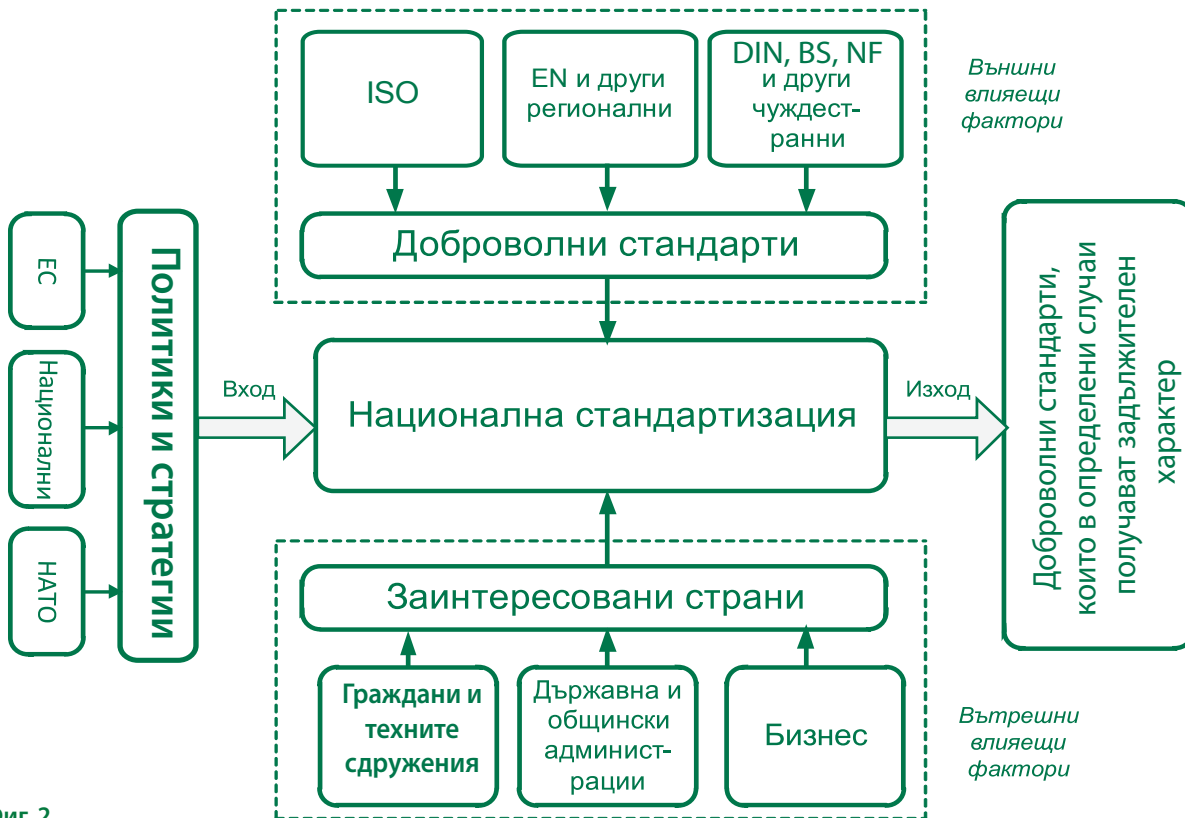 ISO
EN и други
регионални
DIN, BS, NF
и други
чуждест-
ранни
Външни
влияещи
фактори
Доброволни стандарти
ЕС
Национални
НАТО
Политики и стратегии
Вход
Национална стандартизация
Изход
Доброволни стандарти,
които в определени случаи
получават задължителен
характер
Заинтересовани страни
Граждани и
техните
сдружения
Държавна и
общински
админист-
рации
Бизнес
Вътрешни
влияещи
фактори
Фиг. 2